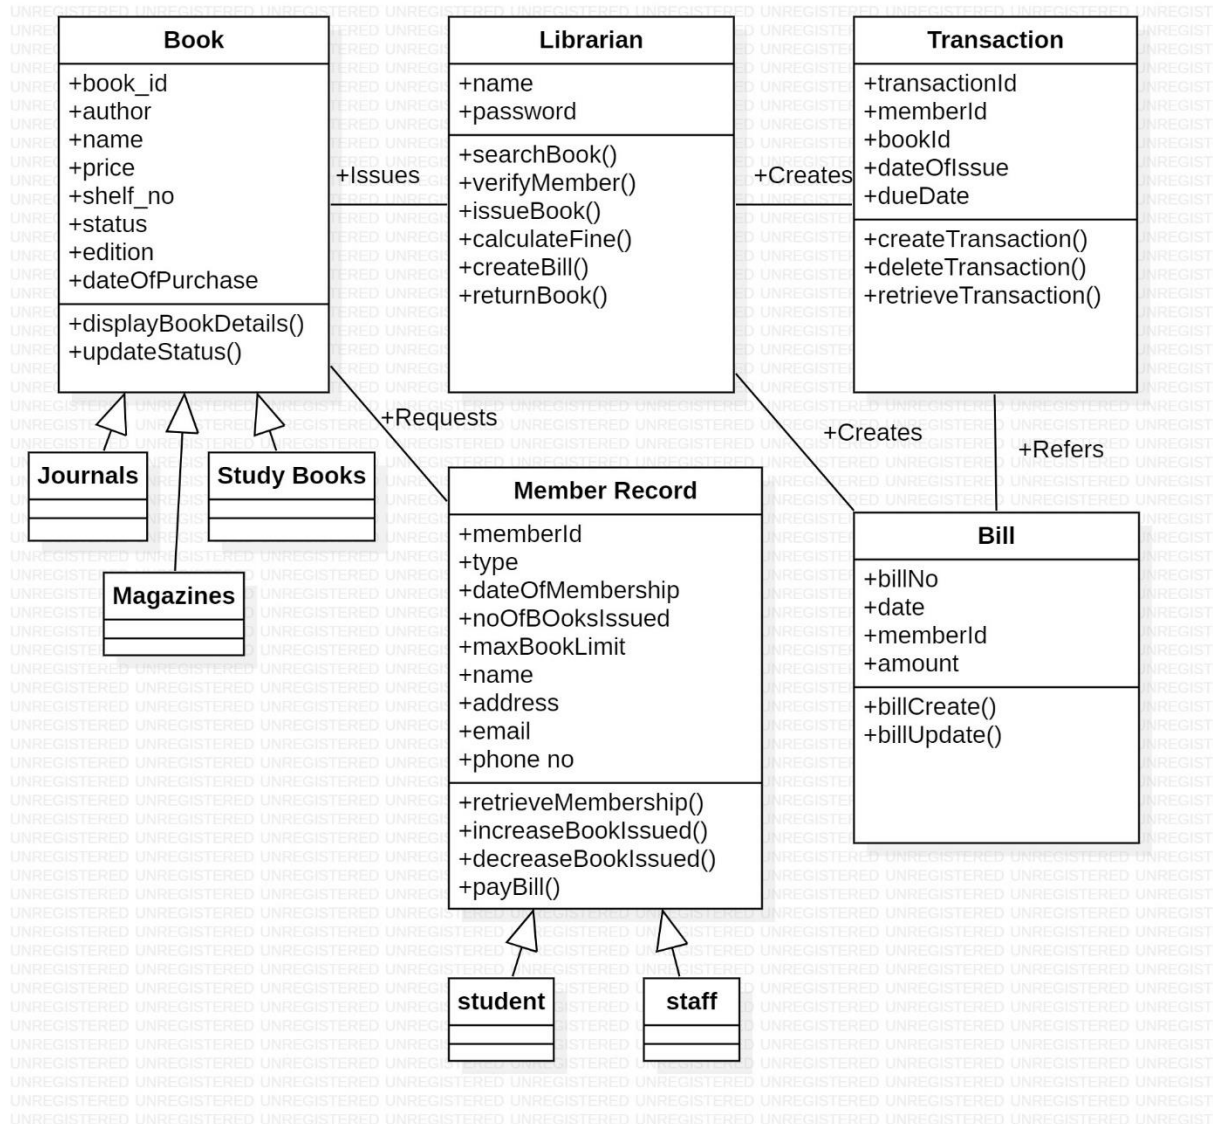 Book
+book_id
+author
+name
+price
+shelf_no
+status
+edition
+dateOfPurchase
+displayBookDetails()
+updateStatus()
+Issues
Librarian
+name
+password
+searchBook()
+verifyMember()
+issueBook()
+calculateFine()
+createBill()
+returnBook()
+Creates
Transaction
+transactionId
+memberId
+bookId
+dateOfIssue
+dueDate
+createTransaction()
+deleteTransaction()
+retrieveTransaction()
+Requests
+Creates
+Refers
Journals
Study Books
Magazines
Member Record
+memberId
+type
+dateOfMembership
+noOfBOoksIssued
+maxBookLimit
+name
+address
+email
+phone no
+retrieveMembership()
+increaseBookIssued()
+decreaseBookIssued()
+payBill()
Bill
+billNo
+date
+memberId
+amount
+billCreate()
+billUpdate()
student
staff
UNREGISTERED